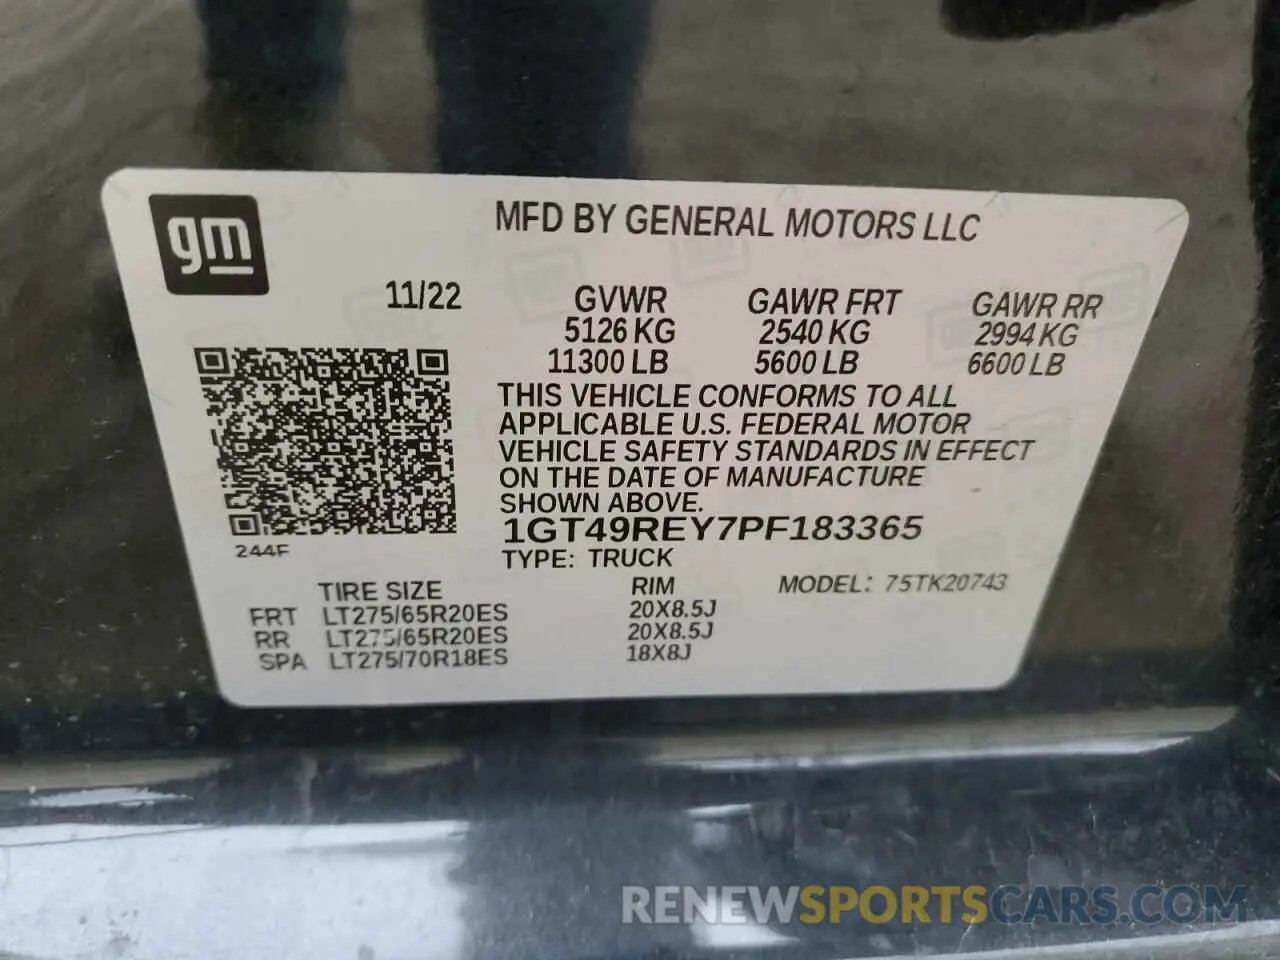 gm
MFD BY GENERAL MOTORS LLC
11/22 GVWR GAWR FRT GAWR RR
5126 KG 2540 KG 2994 KG
11300 LB 5600 LB 6600 LB
THIS VEHICLE CONFORMS TO ALL
APPLICABLE U.S. FEDERAL MOTOR
VEHICLE SAFETY STANDARDS IN EFFECT
ON THE DATE OF MANUFACTURE
SHOWN ABOVE.
1GT49REY7PF183365
244F
TYPE: TRUCK
TIRE SIZE RIM MODEL: 75TK20743
FRT LT275/65R20ES 20X8.5J
RR LT275/65R20ES 20X8.5J
SPA LT275/70R18ES 18X8J
RENEWSPORTSCARS.COM